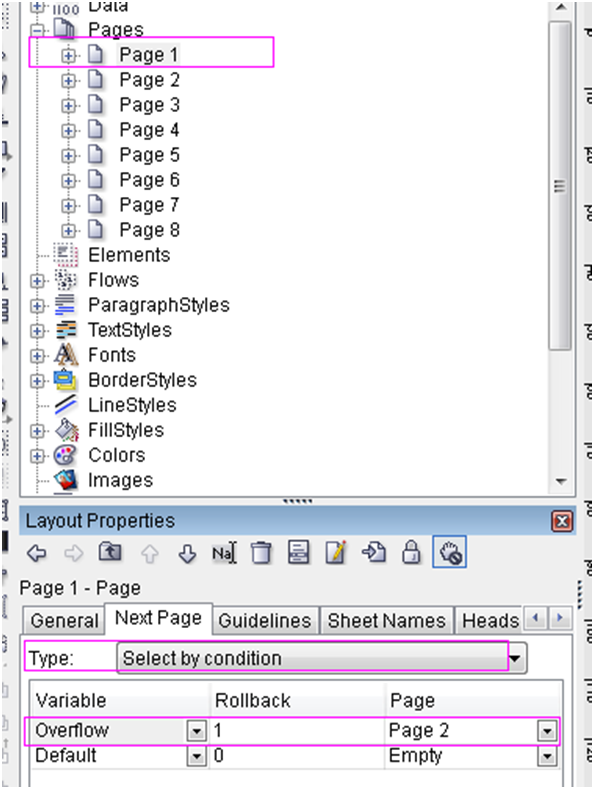 Data
Pages
Page 1
Page 2
Page 3
Page 4
Page 5
Page 6
Page 7
Page 8
Elements
Flows
ParagraphStyles
TextStyles
Fonts
BorderStyles
LineStyles
FillStyles
Colors
Images
Layout Properties
Na
Page 1 - Page
General Next Page Guidelines Sheet Names Heads
Type: Select by condition
Variable Rollback Page
Overflow 1 Page 2
Default 0 Empty